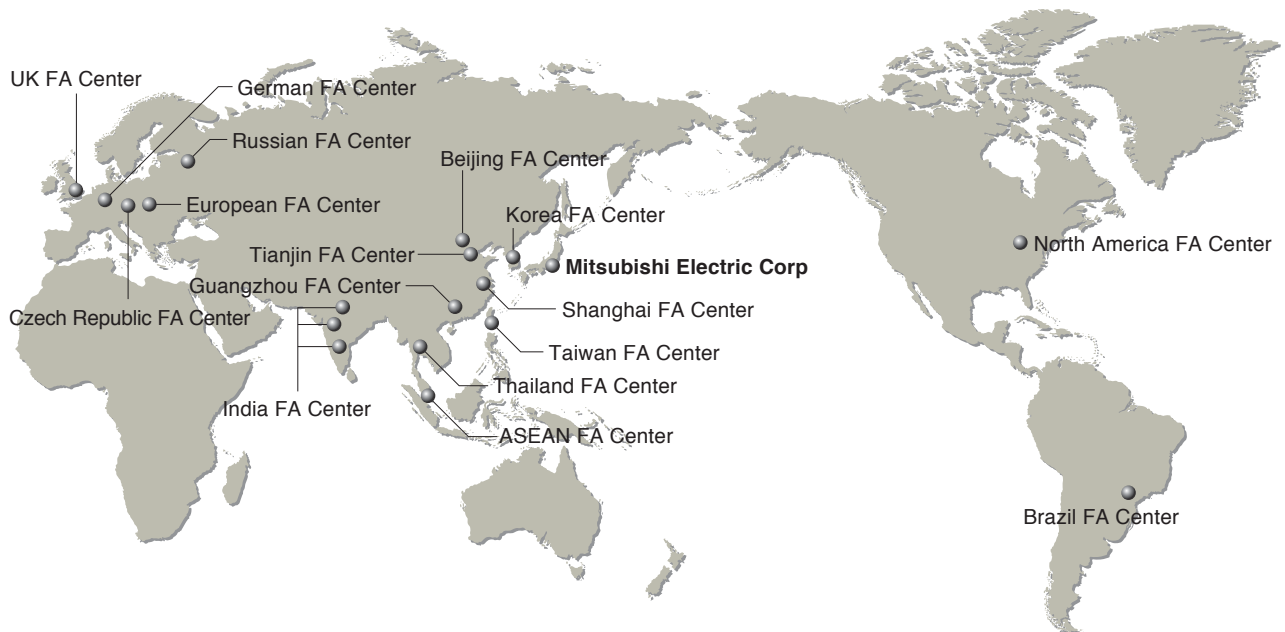 UK FA Center
German FA Center
Russian FA Center
Beijing FA Center
European FA Center
Korea FA Center
North America FA Center
Tianjin FA Center
Mitsubishi Electric Corp
Guangzhou FA Center
Shanghai FA Center
Czech Republic FA Center
Taiwan FA Center
Thailand FA Center
India FA Center
ASEAN FA Center
Brazil FA Center